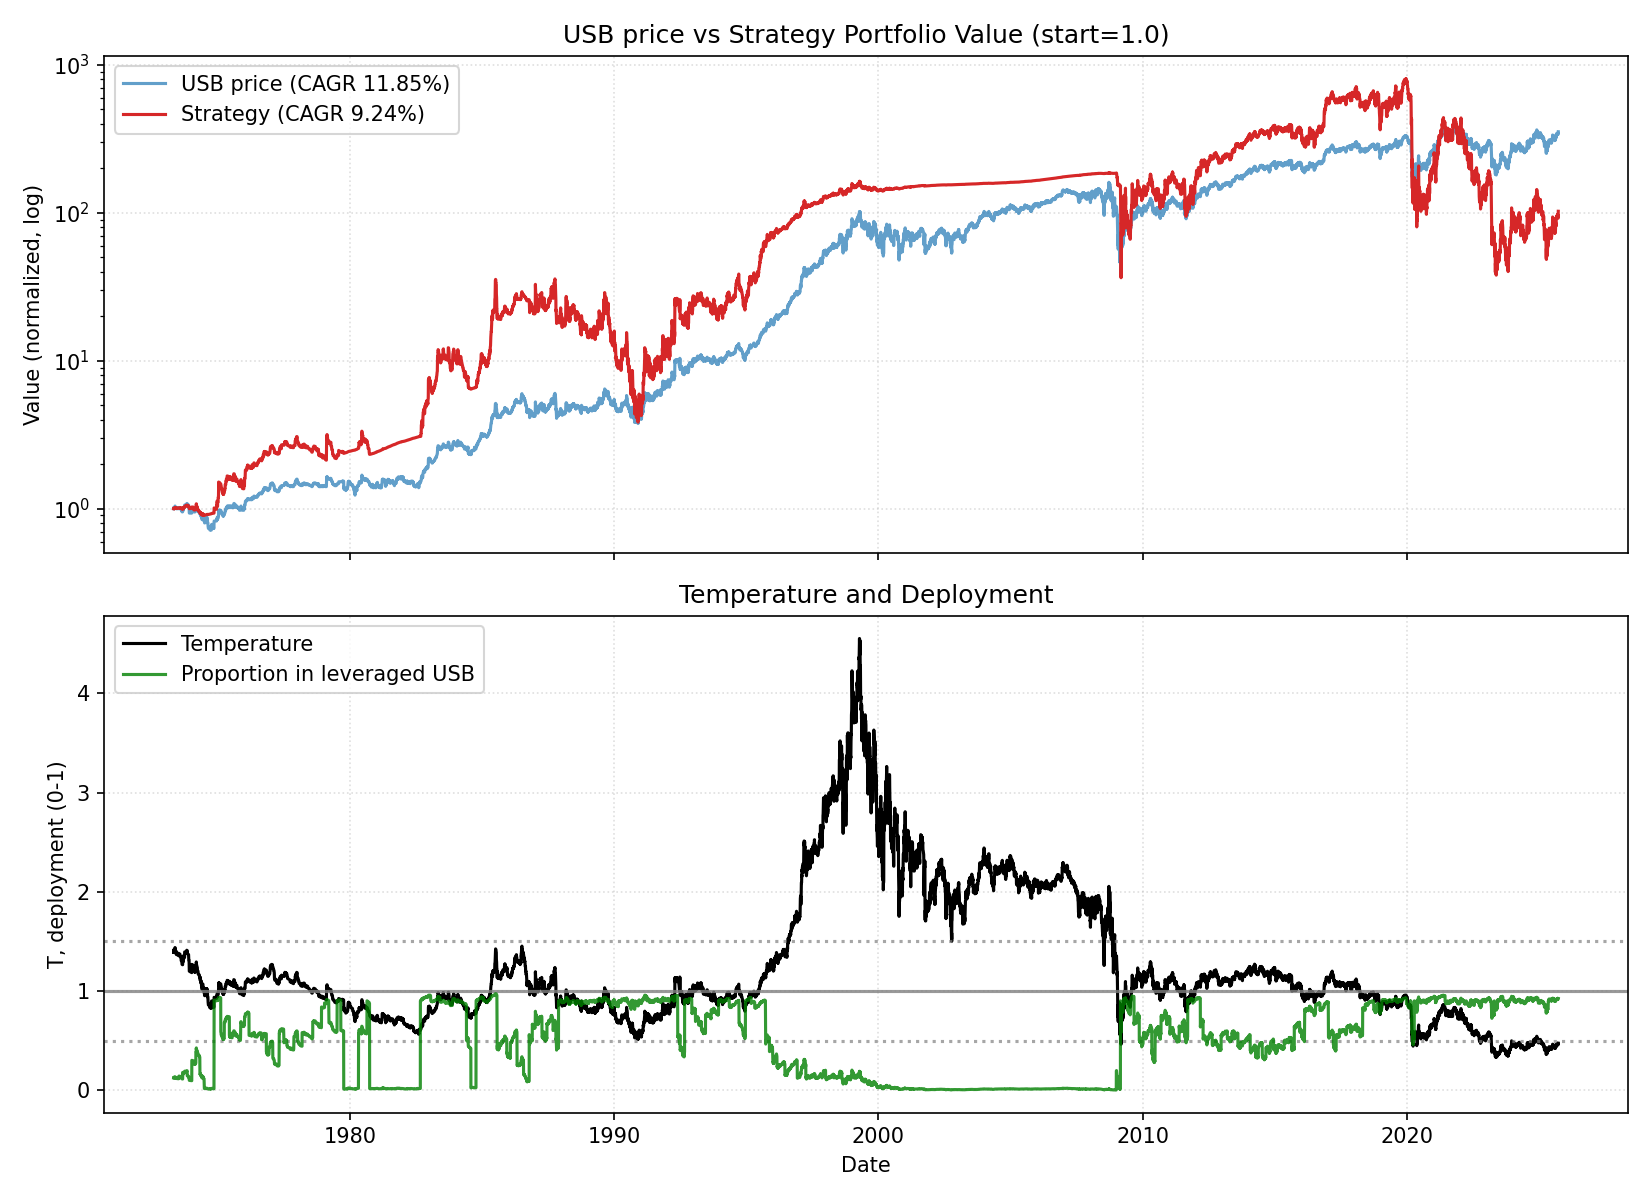 USB price vs Strategy Portfolio Value (start=1.0)
10³
10²
10¹
10⁰
Value (normalized, log)
USB price (CAGR 11.85%)
Strategy (CAGR 9.24%)
Temperature and Deployment
Temperature
Proportion in leveraged USB
4
3
2
1
0
T, deployment (0-1)
1980
1990
2000
2010
2020
Date